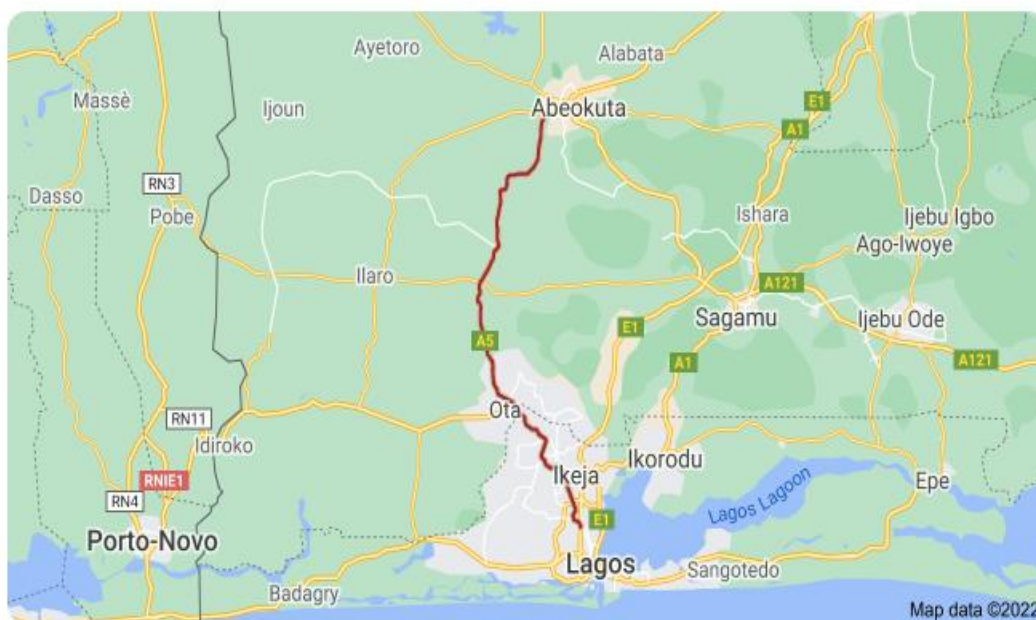 Ayetoro
Alabata
Massè
Ijoun
Abeokuta
E1
A1
RN3
Dasso
Pobe
Ishara
Ijebu Igbo
Ago-Iwoye
Ilaro
A121
Sagamu
Ijebu Ode
E1
A5
A1
A121
Ota
RN11
Idiroko
Ikeja
Ikorodu
RNIE1
Epe
RN4
Lagos Lagoon
E1
Porto-Novo
Lagos
Sangotedo
Badagry
Map data ©2022